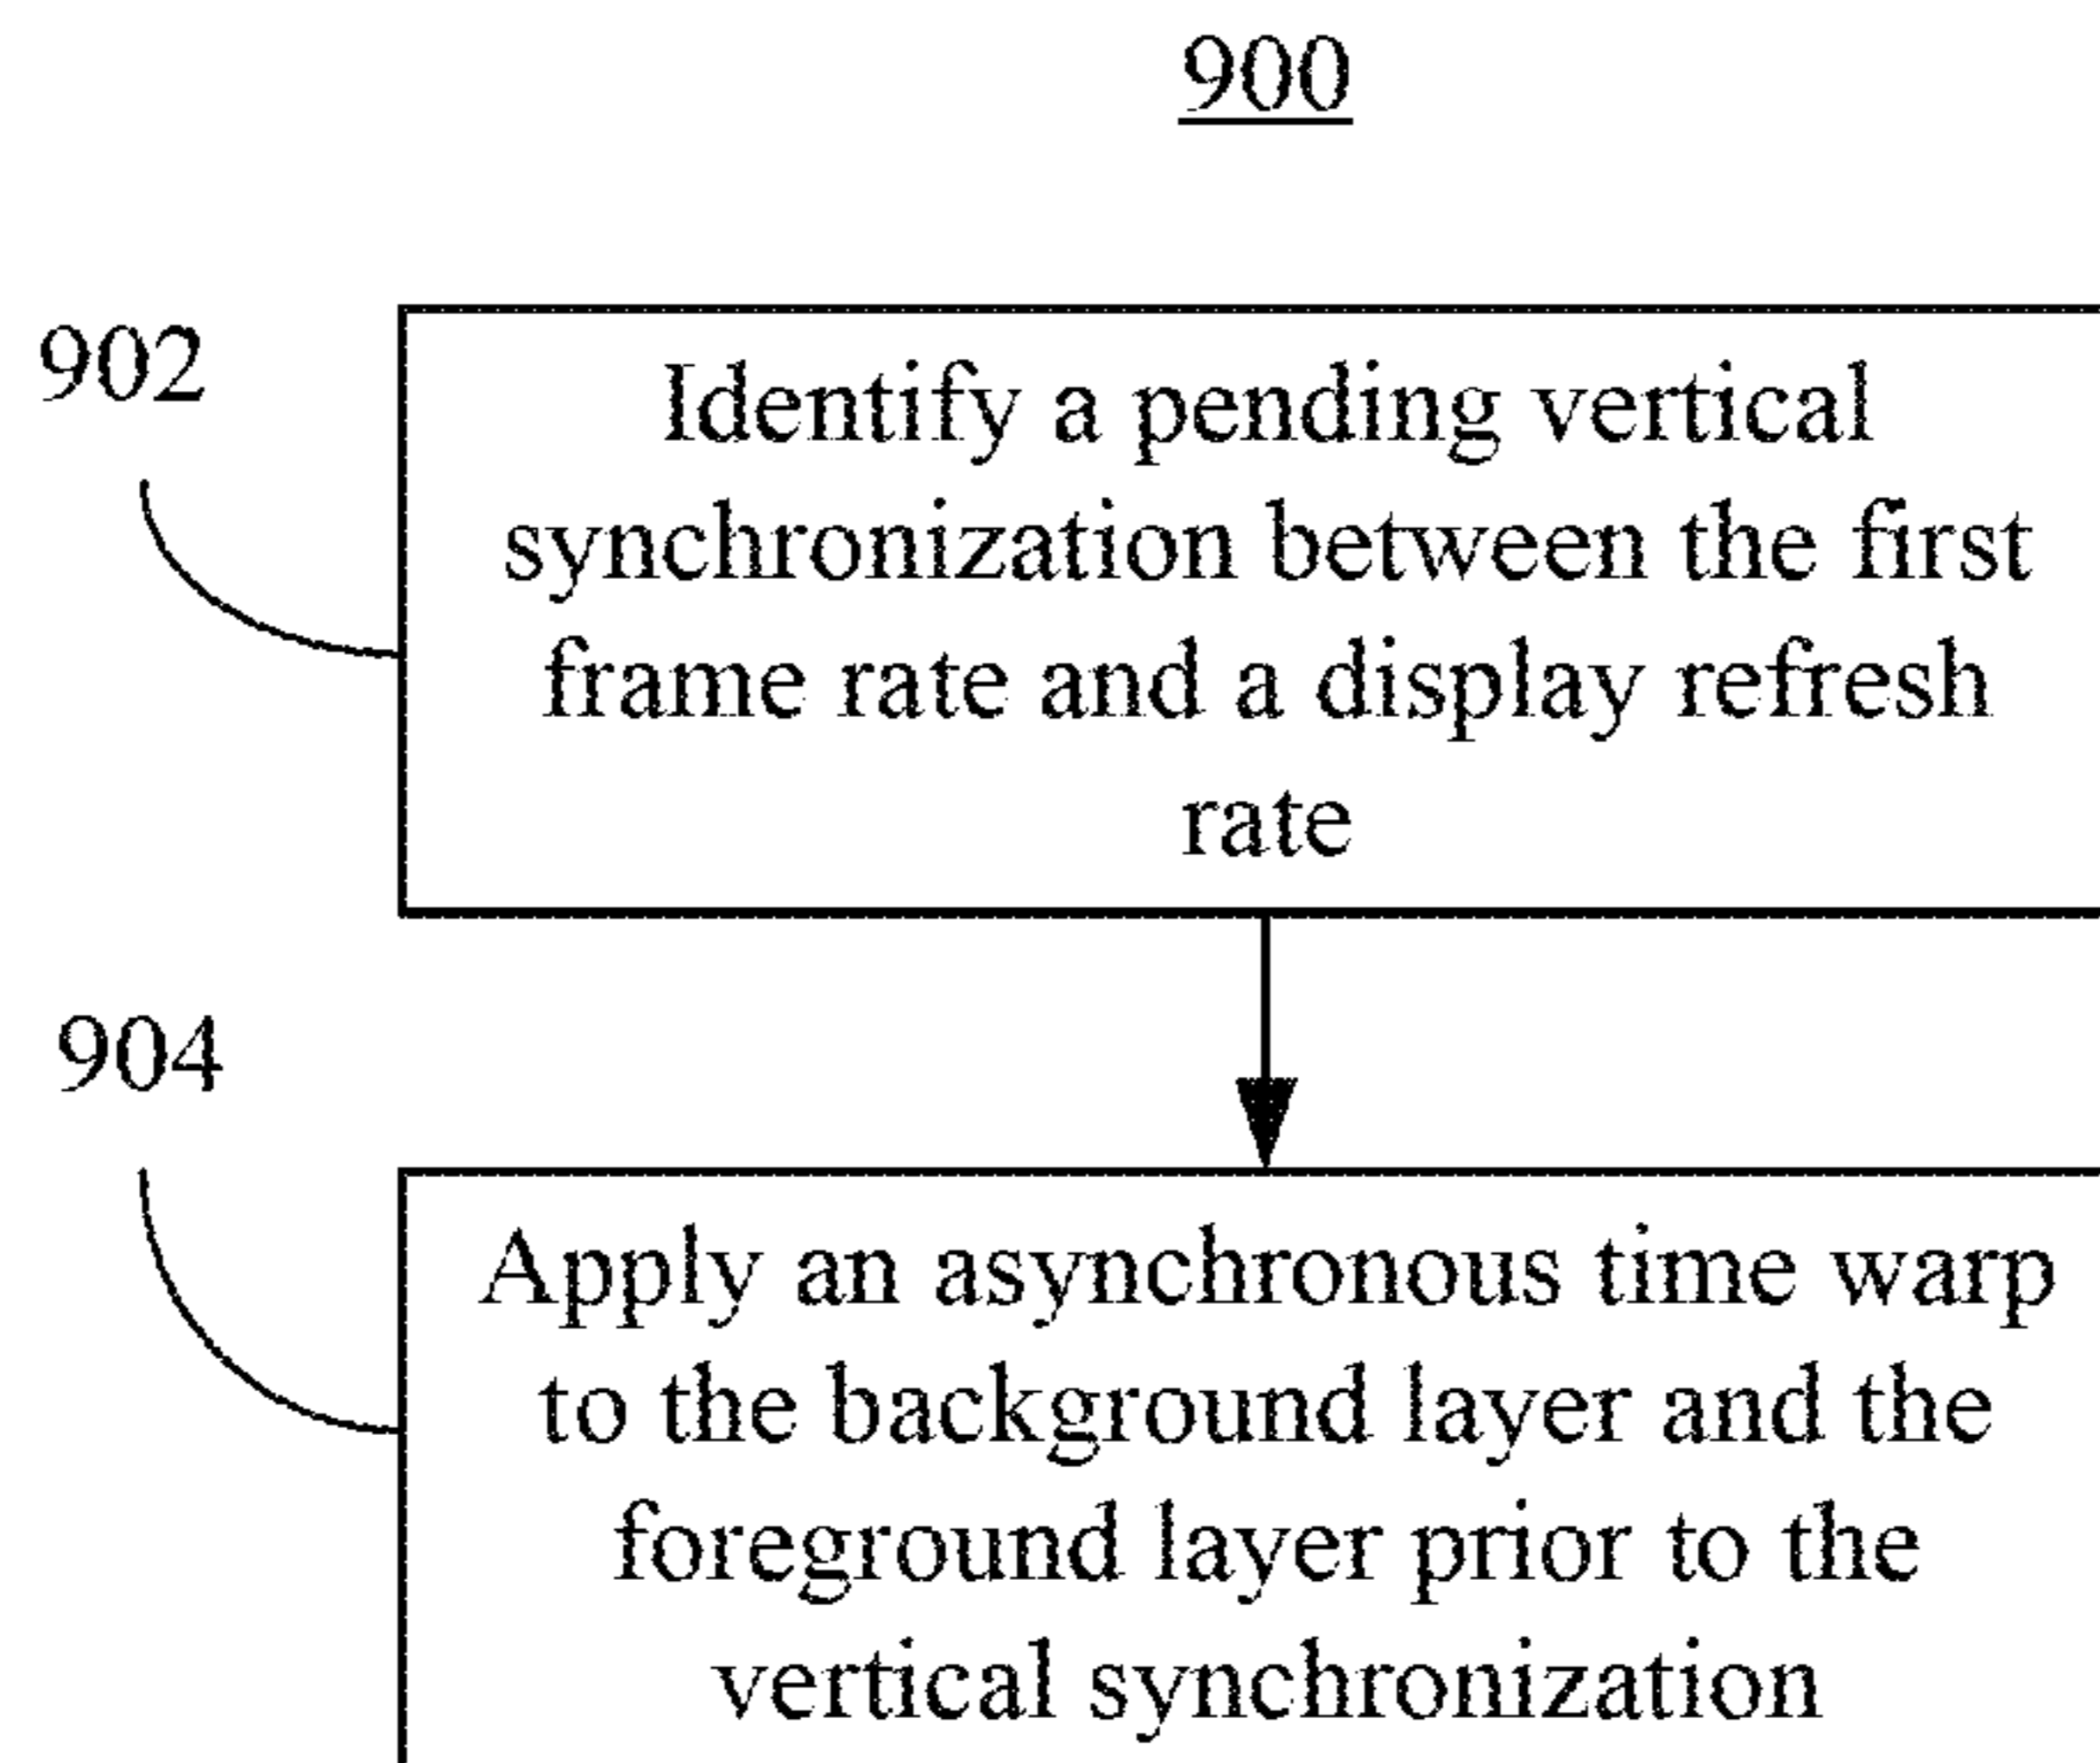 900
902
Identify a pending vertical
synchronization between the first
frame rate and a display refresh
rate
904
Apply an asynchronous time warp
to the background layer and the
foreground layer prior to the
vertical synchronization